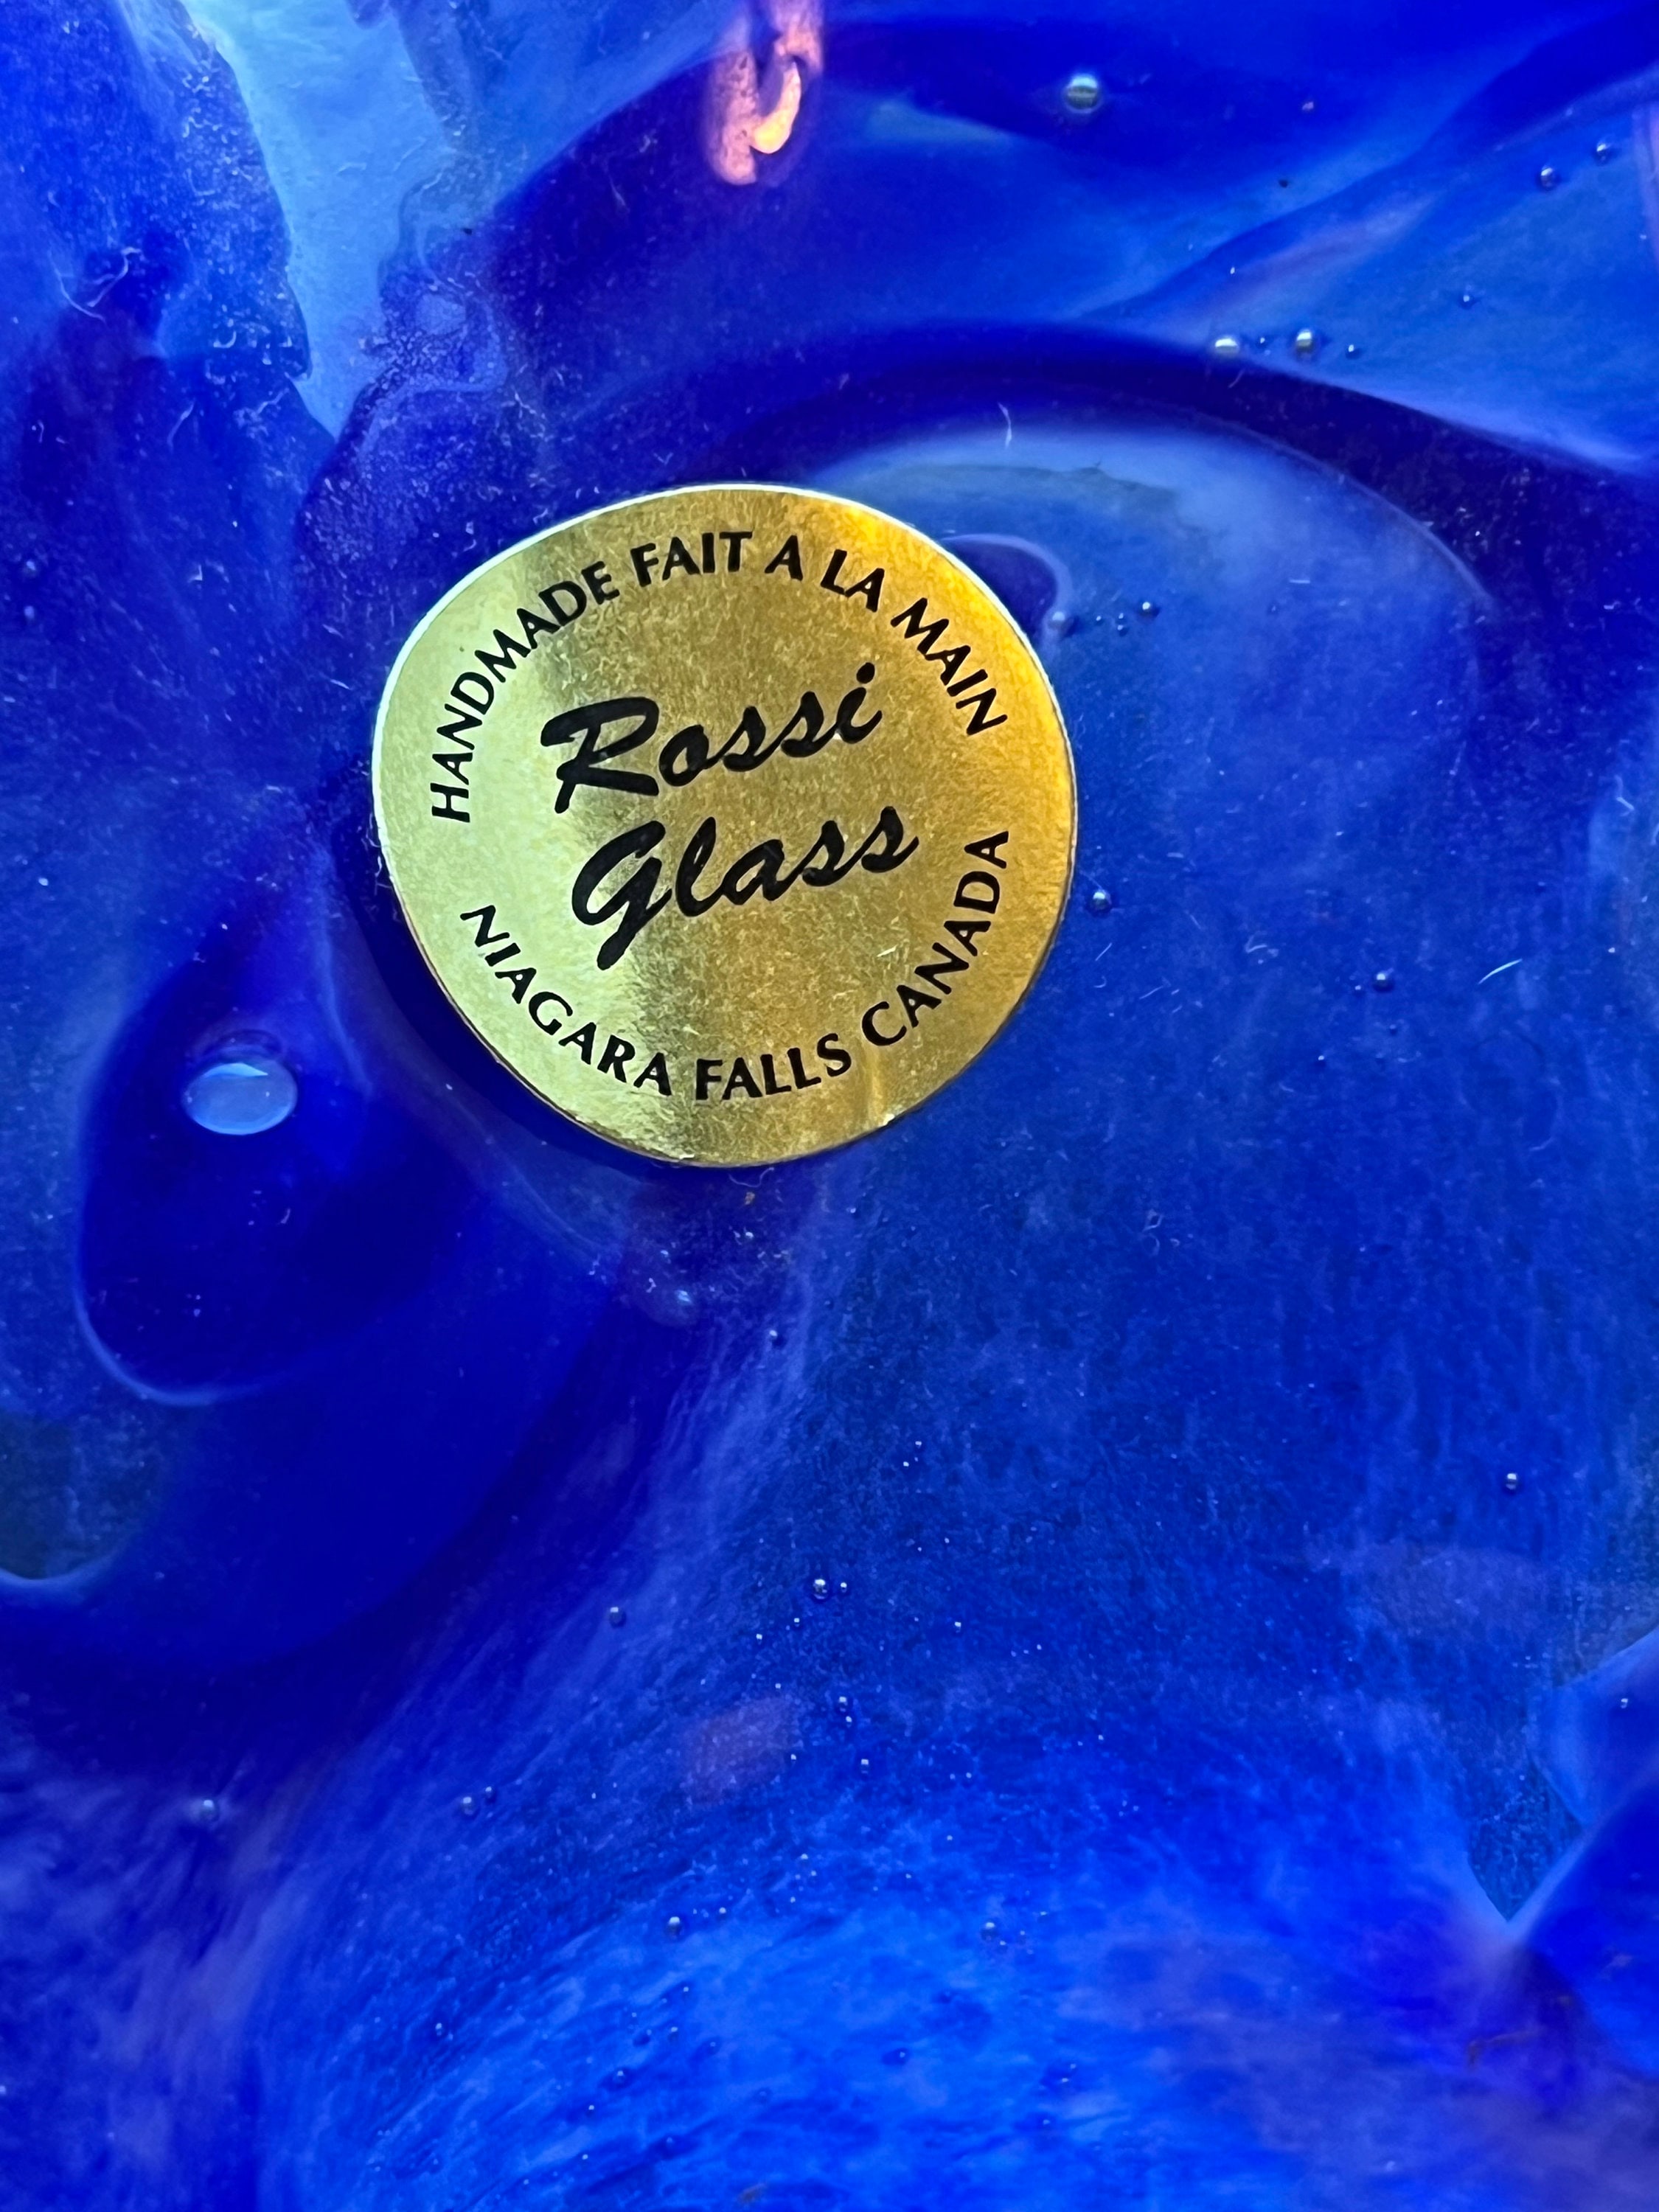 HANDMADE FAIT A LA MAIN
Rossi
Glass
NIAGARA FALLS CANADA